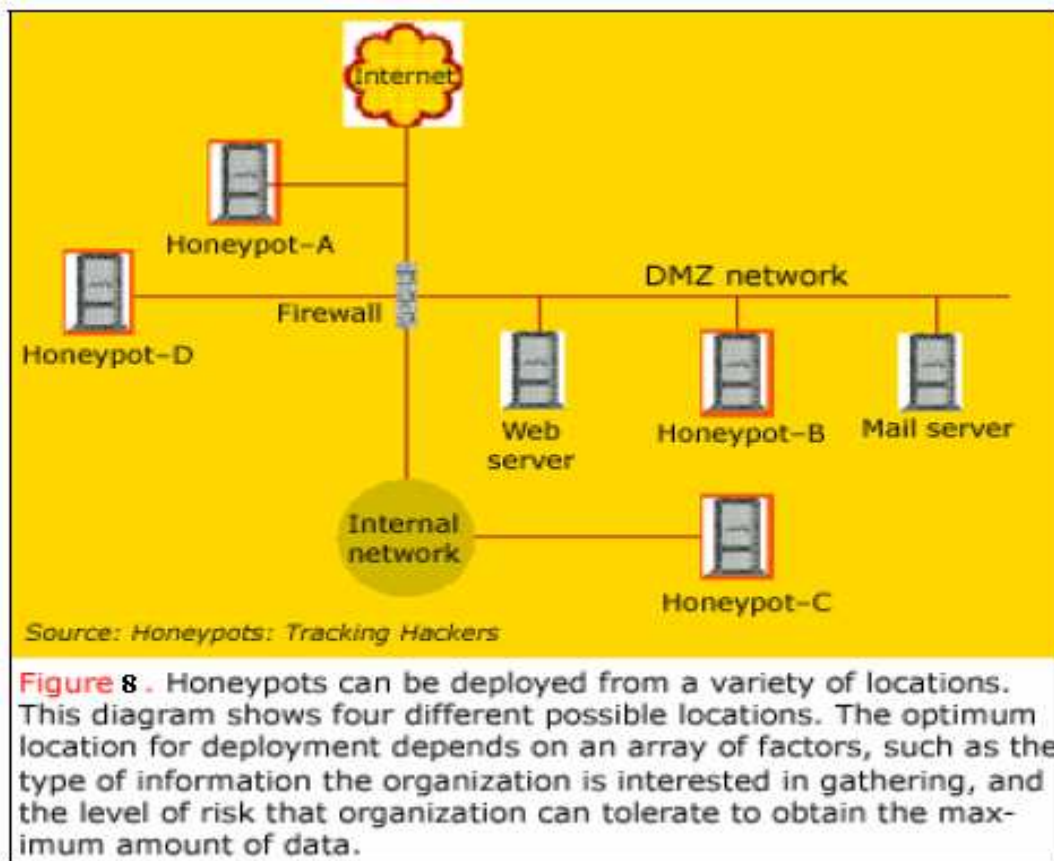 Internet
Honeypot–A
DMZ network
Firewall
Honeypot–D
Web
server
Honeypot–B
Mail server
Internal
network
Honeypot–C
Source: Honeypots: Tracking Hackers
Figure 8 . Honeypots can be deployed from a variety of locations.
This diagram shows four different possible locations. The optimum
location for deployment depends on an array of factors, such as the
type of information the organization is interested in gathering, and
the level of risk that organization can tolerate to obtain the max-
imum amount of data.